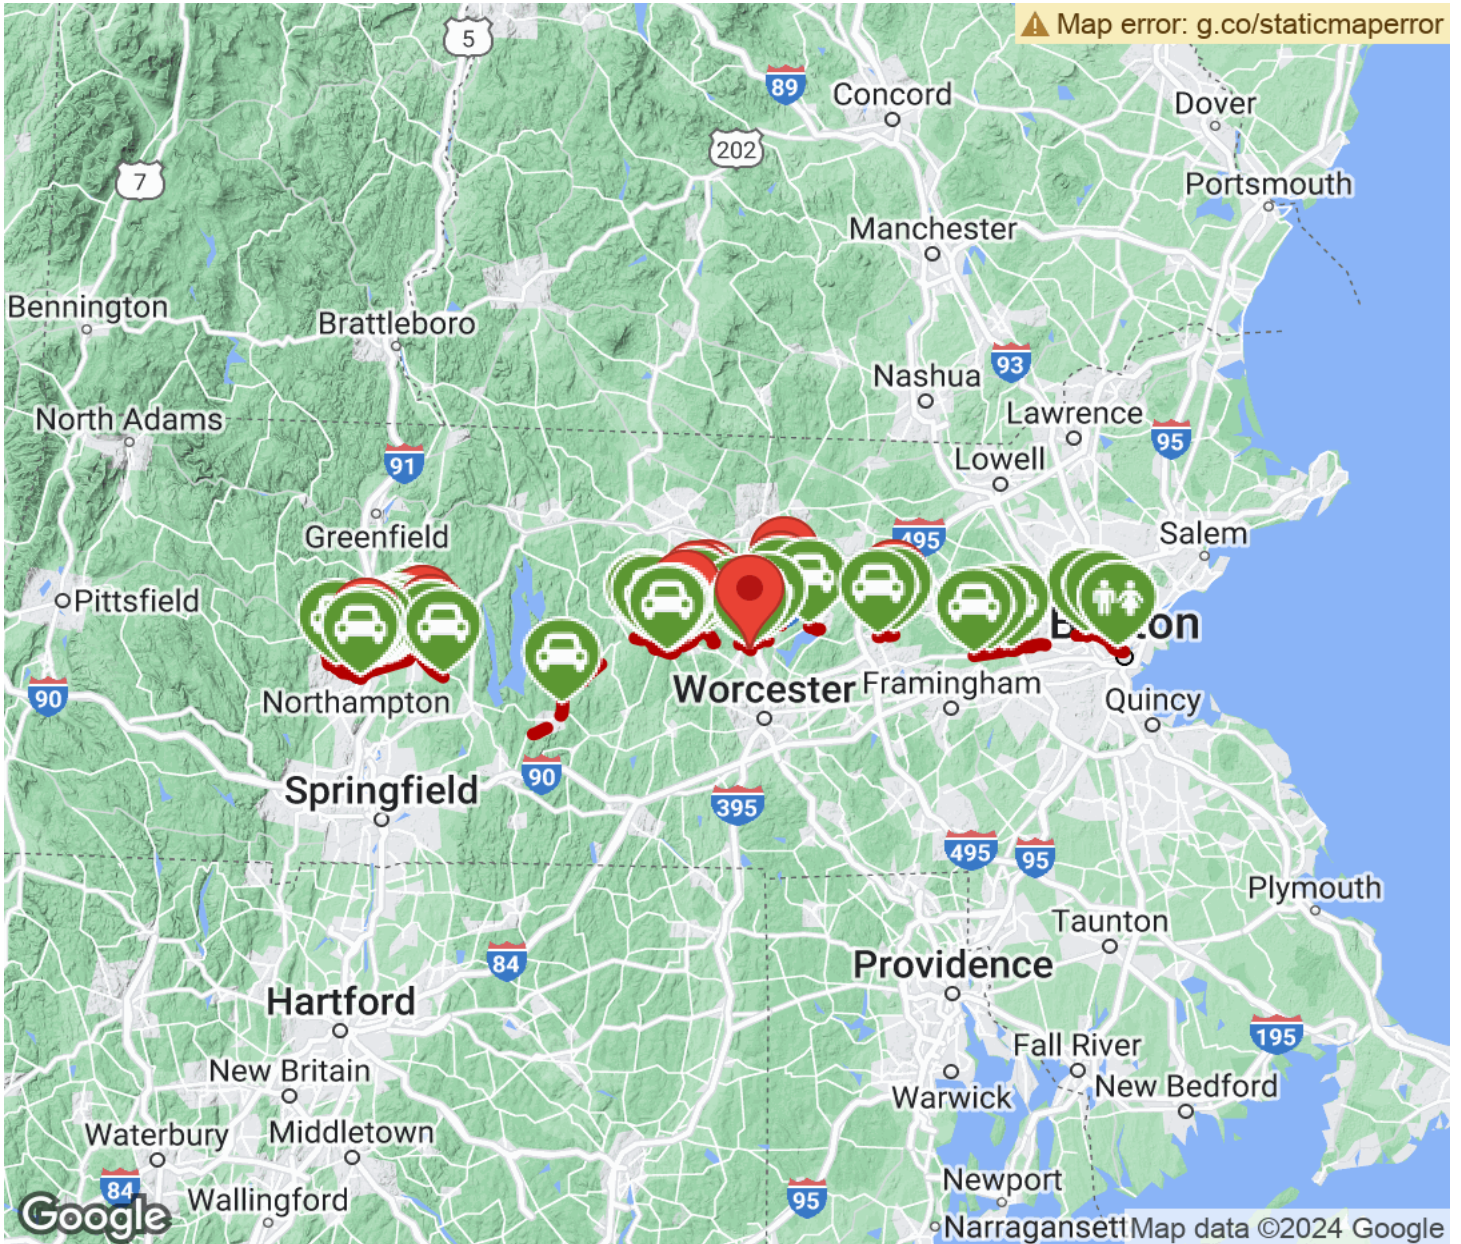 Map error: g.co/staticmaperror
5
89
Concord
Dover
202
7
Portsmouth
Manchester
Bennington
Brattleboro
93
Nashua
North Adams
Lawrence
95
91
Lowell
Greenfield
495
Salem
Pittsfield
90
Northampton
Worcester
Framingham
Quincy
90
Springfield
395
495
95
Plymouth
Taunton
84
Providence
Hartford
195
Fall River
New Britain
New Bedford
Warwick
Waterbury
Middletown
84
Wallingford
95
Newport
Google
Narragansett
Map data ©2024 Google